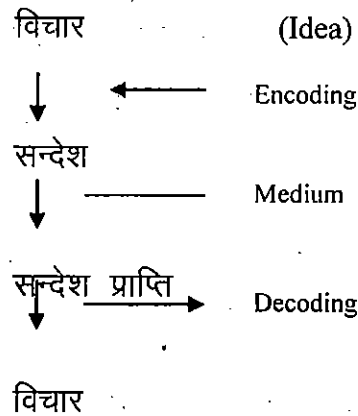 विचार (Idea)
Encoding
सन्देश
Medium
सन्देश प्राप्ति
Decoding
विचार